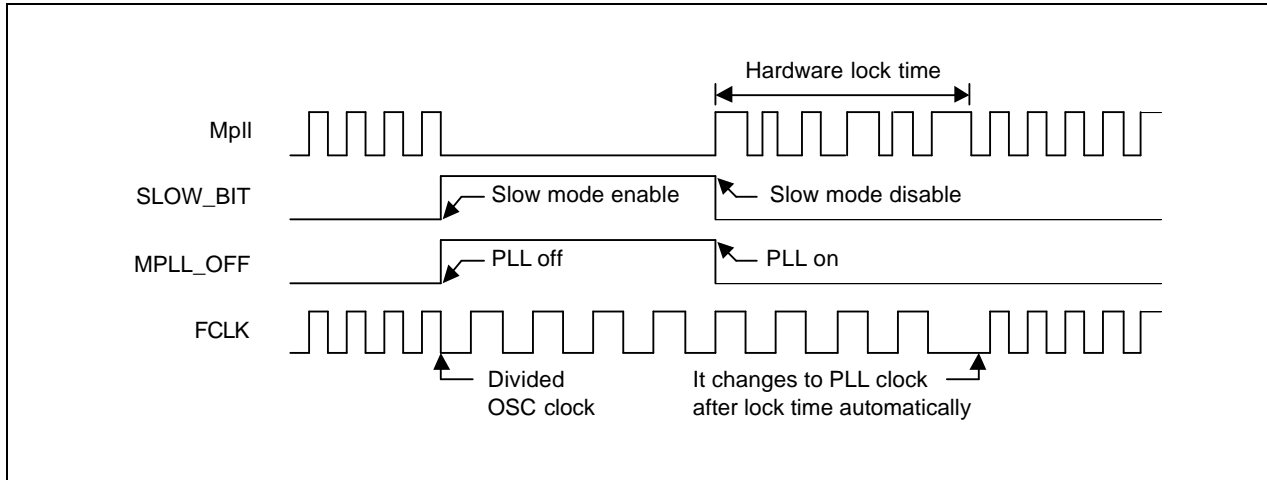 Hardware lock time
Mpll
SLOW_BIT
Slow mode enable
Slow mode disable
MPLL_OFF
PLL off
PLL on
FCLK
Divided
OSC clock
It changes to PLL clock
after lock time automatically